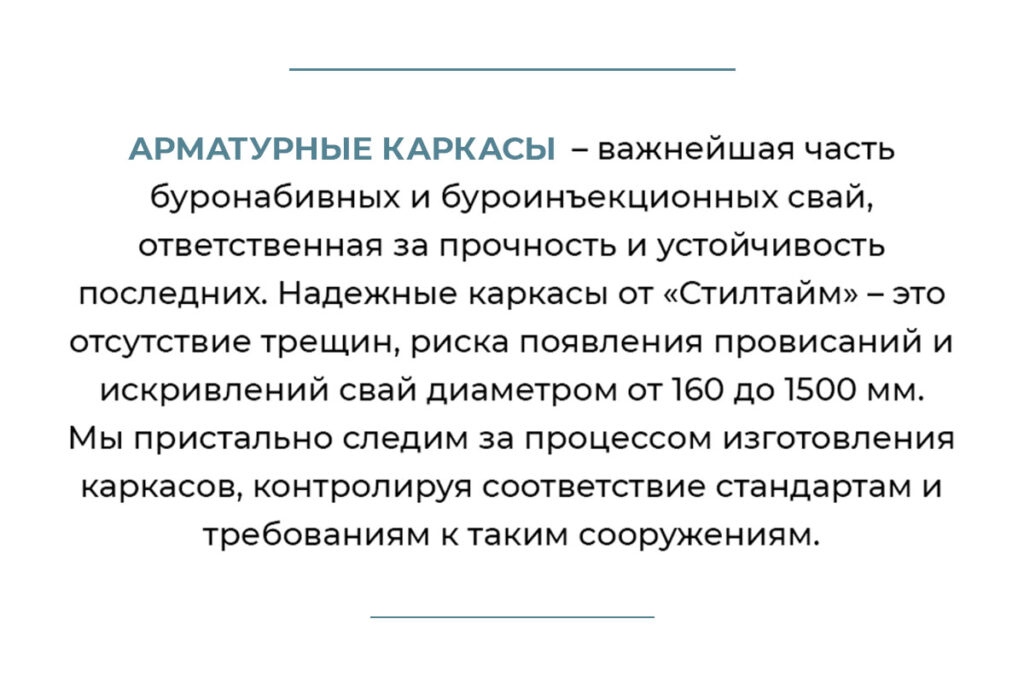 АРМАТУРНЫЕ КАРКАСЫ – важнейшая часть
буронабивных и буроинъекционных свай,
ответственная за прочность и устойчивость
последних. Надежные каркасы от «Стилтайм» – это
отсутствие трещин, риска появления провисаний и
искривлений свай диаметром от 160 до 1500 мм.
Мы пристально следим за процессом изготовления
каркасов, контролируя соответствие стандартам и
требованиям к таким сооружениям.